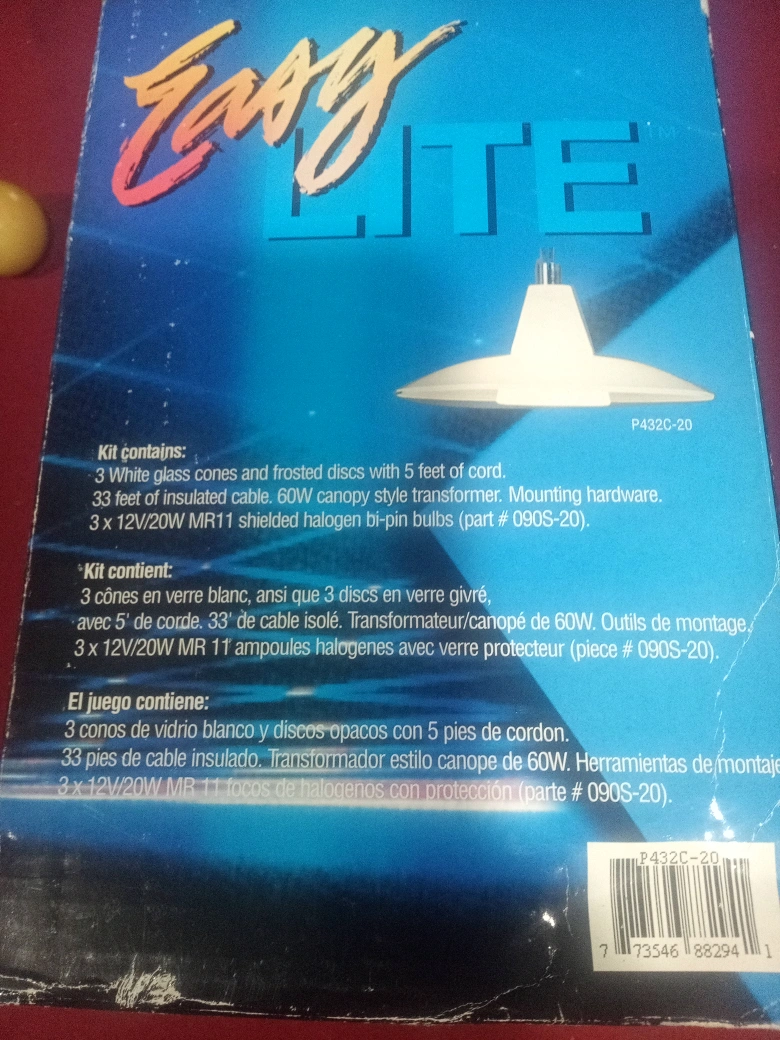 Easy
LITE™
P432C-20
Kit contains:
3 White glass cones and frosted discs with 5 feet of cord.
33 feet of insulated cable. 60W canopy style transformer. Mounting hardware.
3 x 12V/20W MR11 shielded halogen bi-pin bulbs (part # 090S-20).
Kit contient:
3 cônes en verre blanc, ansi que 3 discs en verre givré,
avec 5' de corde. 33' de cable isolé. Transformateur/canopé de 60W. Outils de montage.
3 x 12V/20W MR 11 ampoules halogenes avec verre protecteur (piece # 090S-20).
El juego contiene:
3 conos de vidrio blanco y discos opacos con 5 pies de cordon.
33 pies de cable insulado. Transformador estilo canope de 60W. Herramientas de montaje
3 x 12V/20W MR 11 focos de halogenos con protección (parte # 090S-20).
P432C-20
7 73546 88294 1